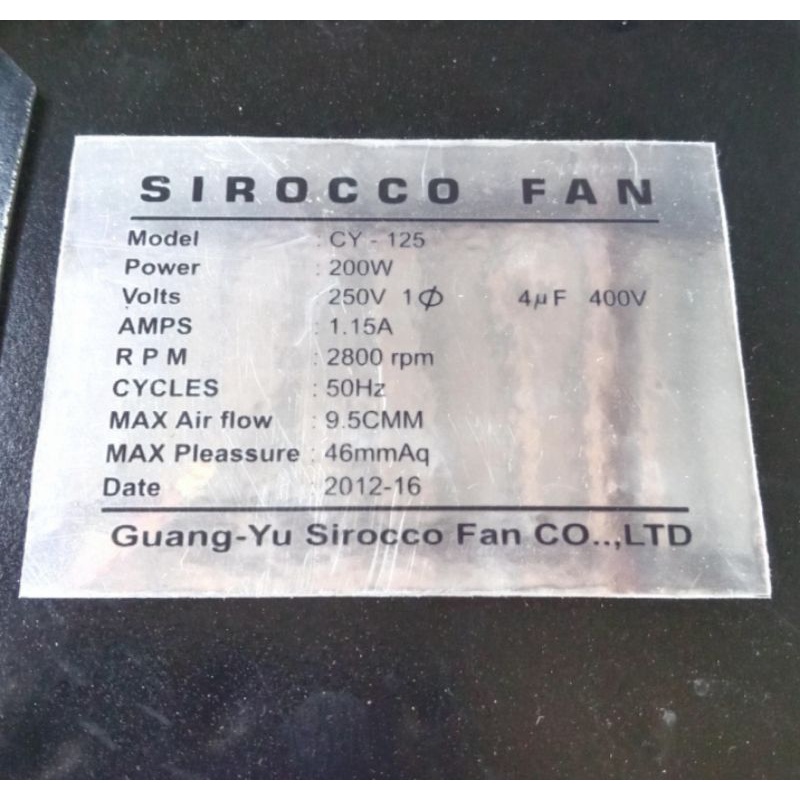 SIROCCO FAN
Model : CY - 125
Power : 200W
Volts : 250V 1Φ 4μF 400V
AMPS : 1.15A
R P M : 2800 rpm
CYCLES : 50Hz
MAX Air flow : 9.5CMM
MAX Pleassure : 46mmAq
Date : 2012-16
Guang-Yu Sirocco Fan CO..,LTD